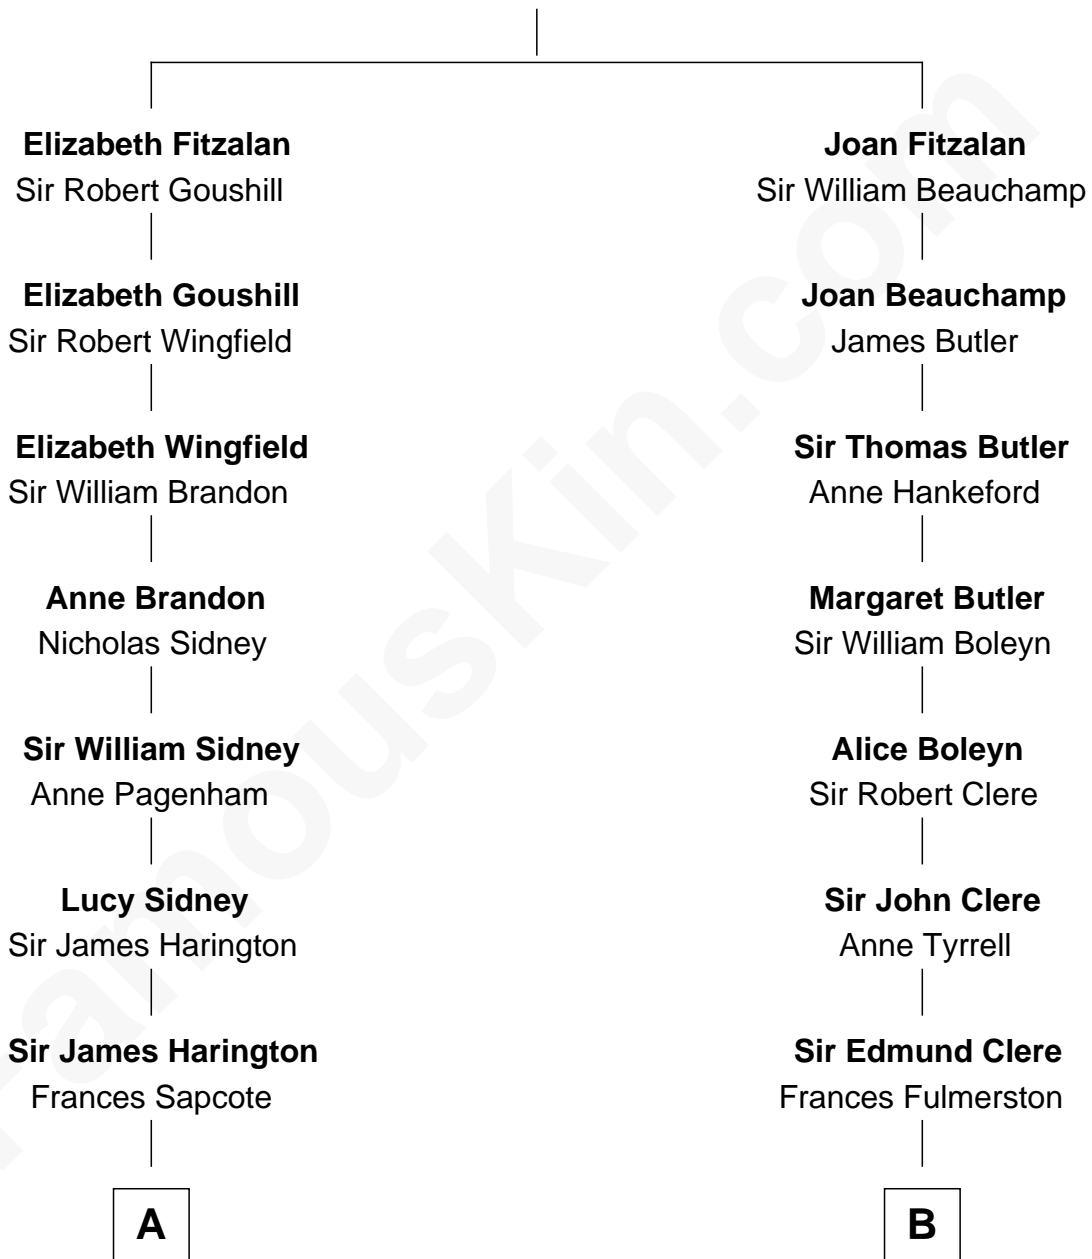 Elizabeth Fitzalan
Sir Robert Goushill
Elizabeth Goushill
Sir Robert Wingfield
Elizabeth Wingfield
Sir William Brandon
Anne Brandon
Nicholas Sidney
Sir William Sidney
Anne Pagenham
Lucy Sidney
Sir James Harington
Sir James Harington
Frances Sapcote
A
Joan Fitzalan
Sir William Beauchamp
Joan Beauchamp
James Butler
Sir Thomas Butler
Anne Hankeford
Margaret Butler
Sir William Boleyn
Alice Boleyn
Sir Robert Clere
Sir John Clere
Anne Tyrrell
Sir Edmund Clere
Frances Fulmerston
B
FamousKin.com